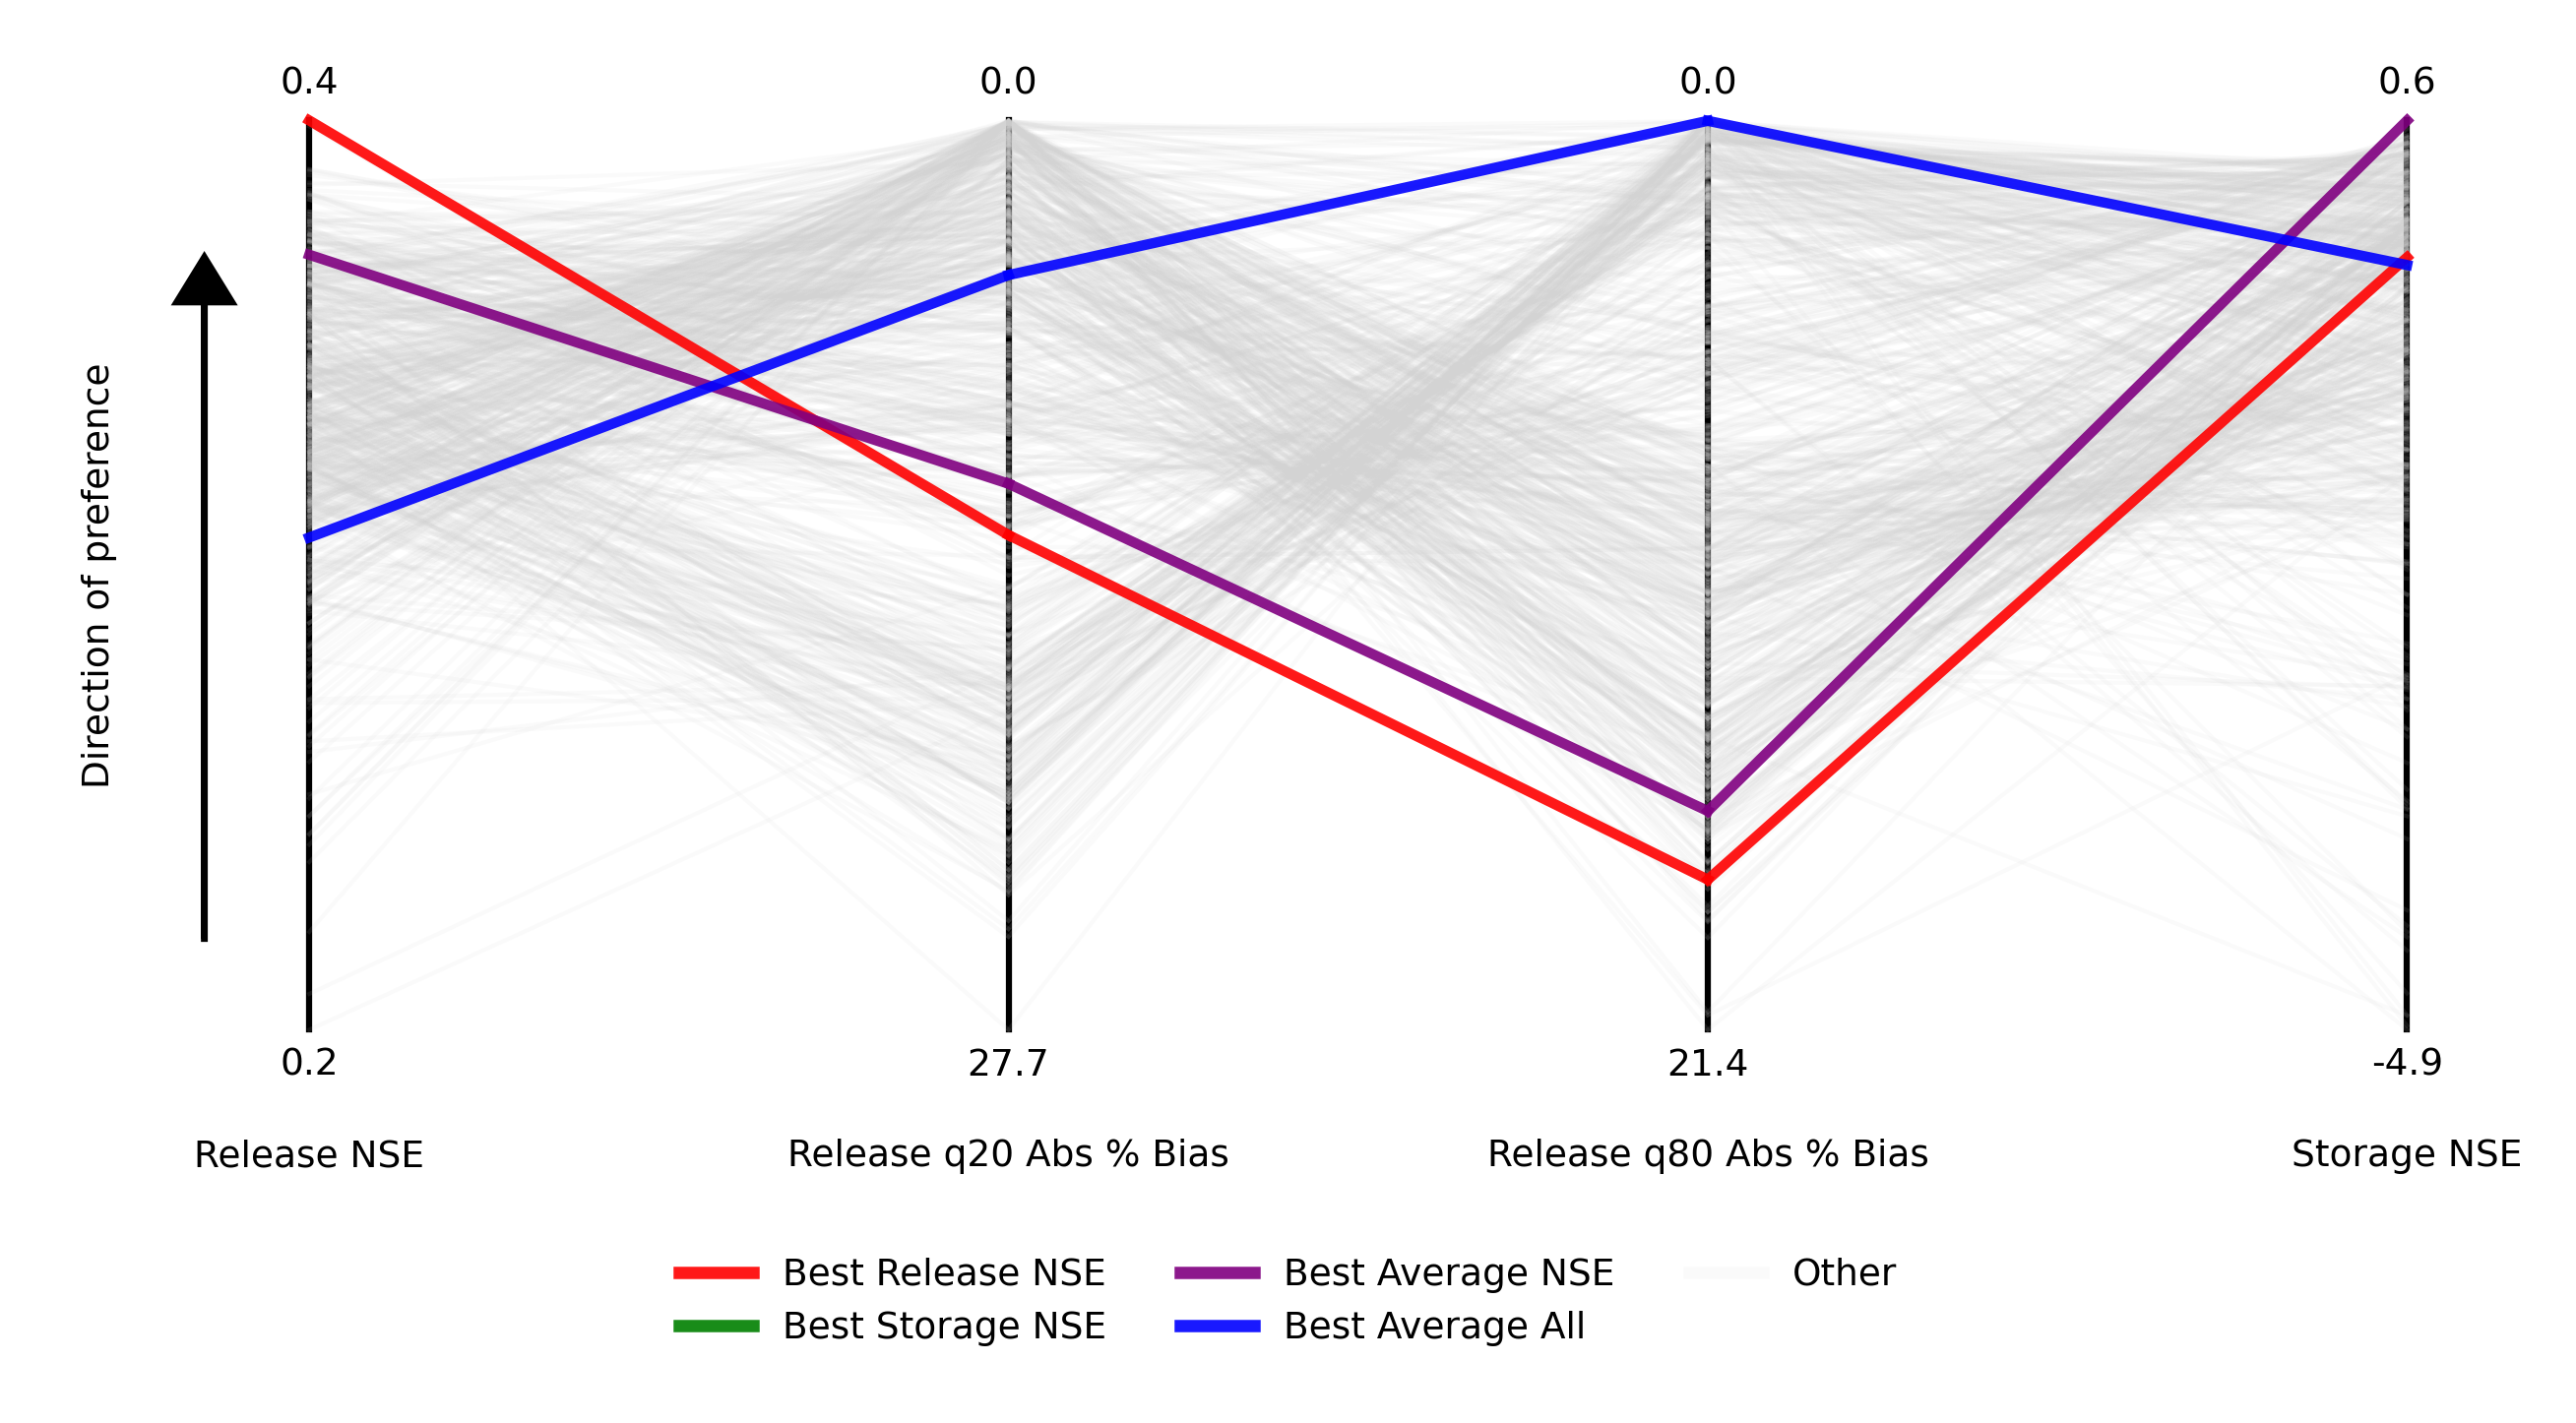 0.4
0.0
0.0
0.6
Direction of preference
0.2
27.7
21.4
-4.9
Release NSE
Release q20 Abs % Bias
Release q80 Abs % Bias
Storage NSE
Best Release NSE
Best Storage NSE
Best Average NSE
Best Average All
Other